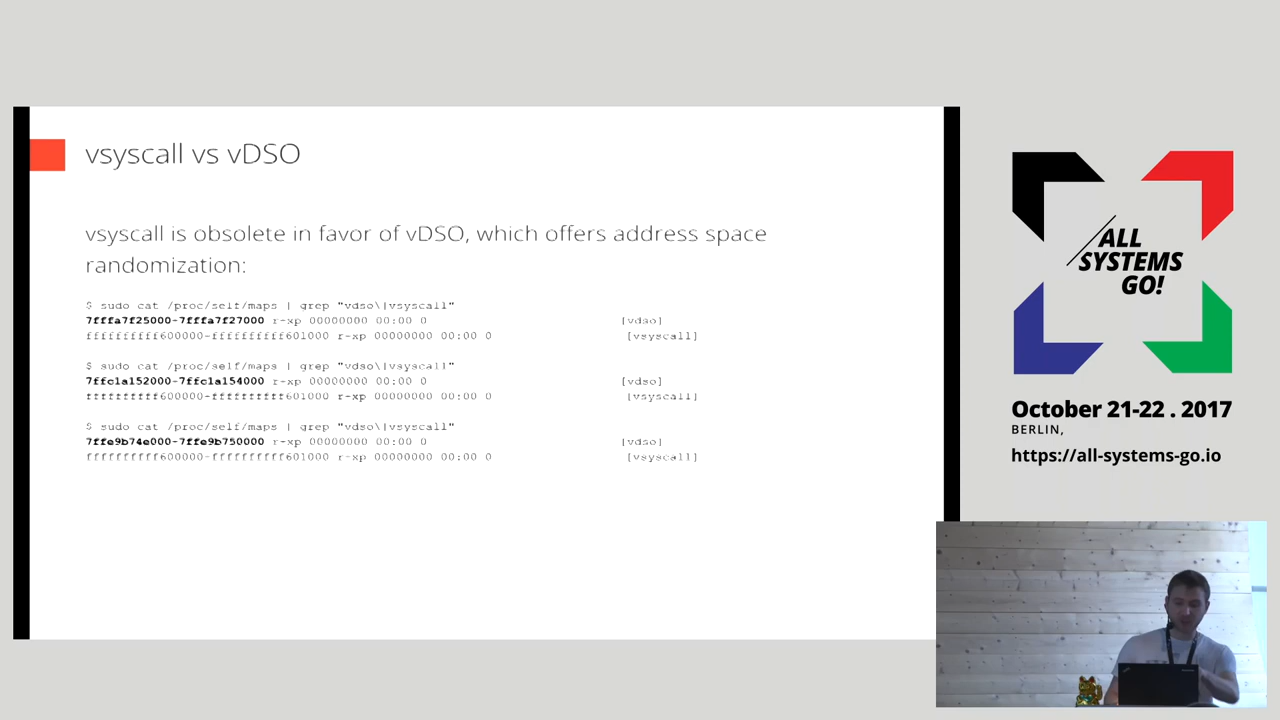 vsyscall vs vDSO
vsyscall is obsolete in favor of vDSO, which offers address space
randomization:
$ sudo cat /proc/self/maps | grep "vdso\|vsyscall"
7fffa7f25000-7fffa7f27000 r-xp 00000000 00:00 0 [vdso]
ffffffffff600000-ffffffffff601000 r-xp 00000000 00:00 0 [vsyscall]
$ sudo cat /proc/self/maps | grep "vdso\|vsyscall"
7ffc1a152000-7ffc1a154000 r-xp 00000000 00:00 0 [vdso]
ffffffffff600000-ffffffffff601000 r-xp 00000000 00:00 0 [vsyscall]
$ sudo cat /proc/self/maps | grep "vdso\|vsyscall"
7ffe9b74e000-7ffe9b750000 r-xp 00000000 00:00 0 [vdso]
ffffffffff600000-ffffffffff601000 r-xp 00000000 00:00 0 [vsyscall]
ALL
SYSTEMS
GO!
October 21-22 . 2017
BERLIN,
https://all-systems-go.io